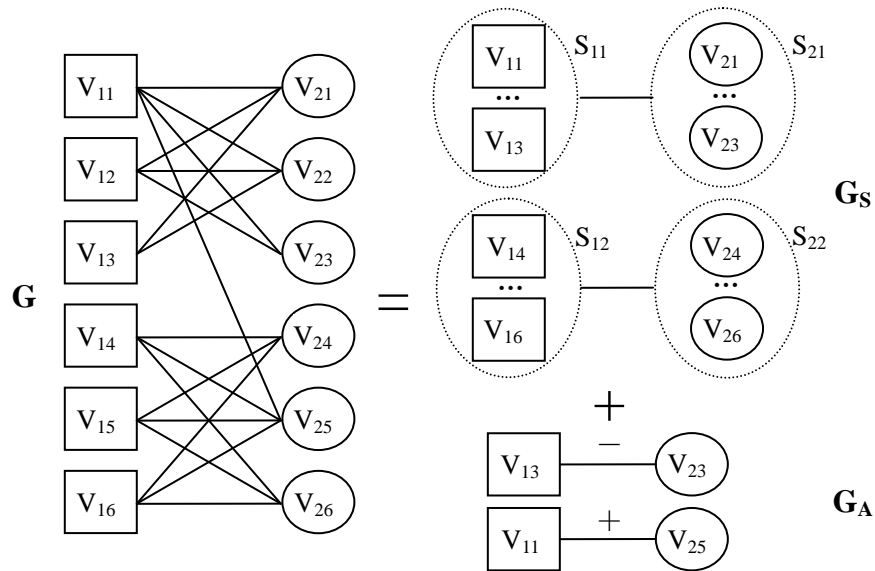 V11 V21
V12 V22
V13 V23
V14 V24
V15 V25
V16 V26
G
=
V11 S11 V21 S21
... ...
V13 V23
GS
V14 S12 V24 S22
... ...
V16 V26
+
V13 − V23
GA
V11 + V25